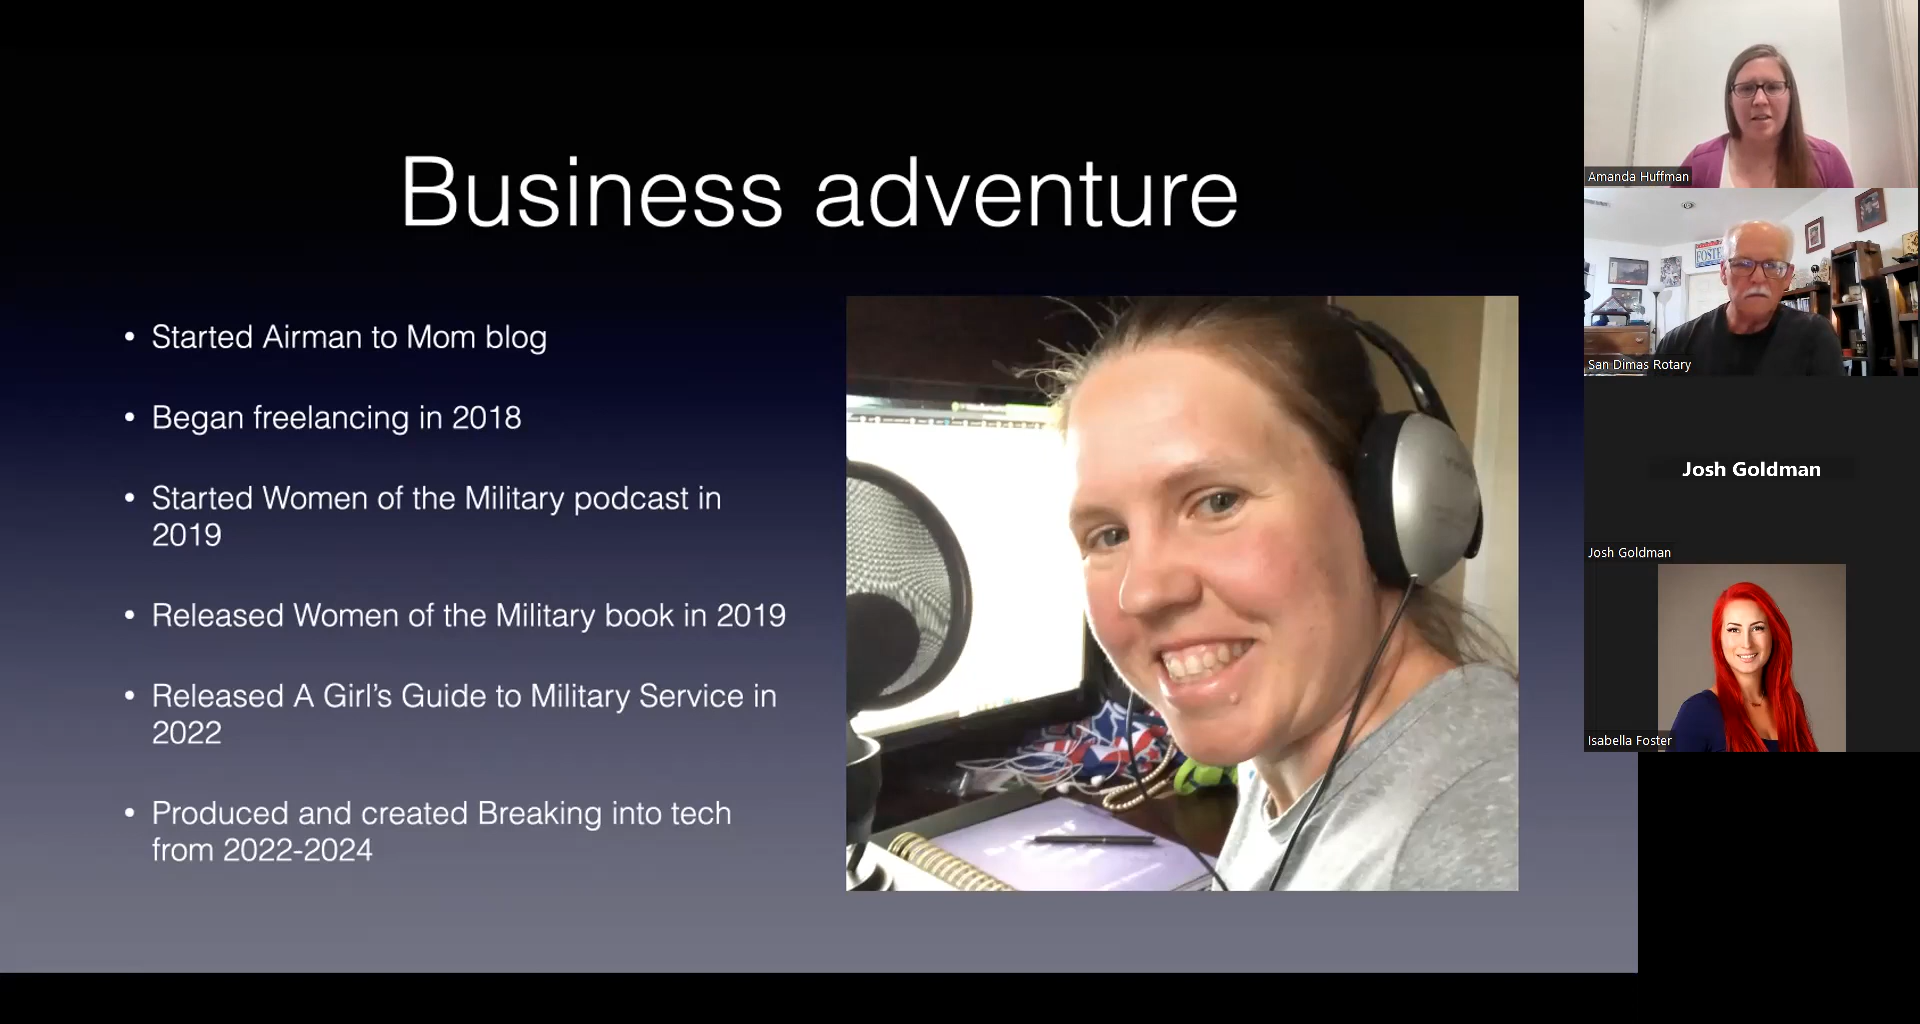 Business adventure
• Started Airman to Mom blog
• Began freelancing in 2018
• Started Women of the Military podcast in
2019
• Released Women of the Military book in 2019
• Released A Girl’s Guide to Military Service in
2022
• Produced and created Breaking into tech
from 2022-2024
Amanda Huffman
FOSTE
San Dimas Rotary
Josh Goldman
Josh Goldman
Isabella Foster